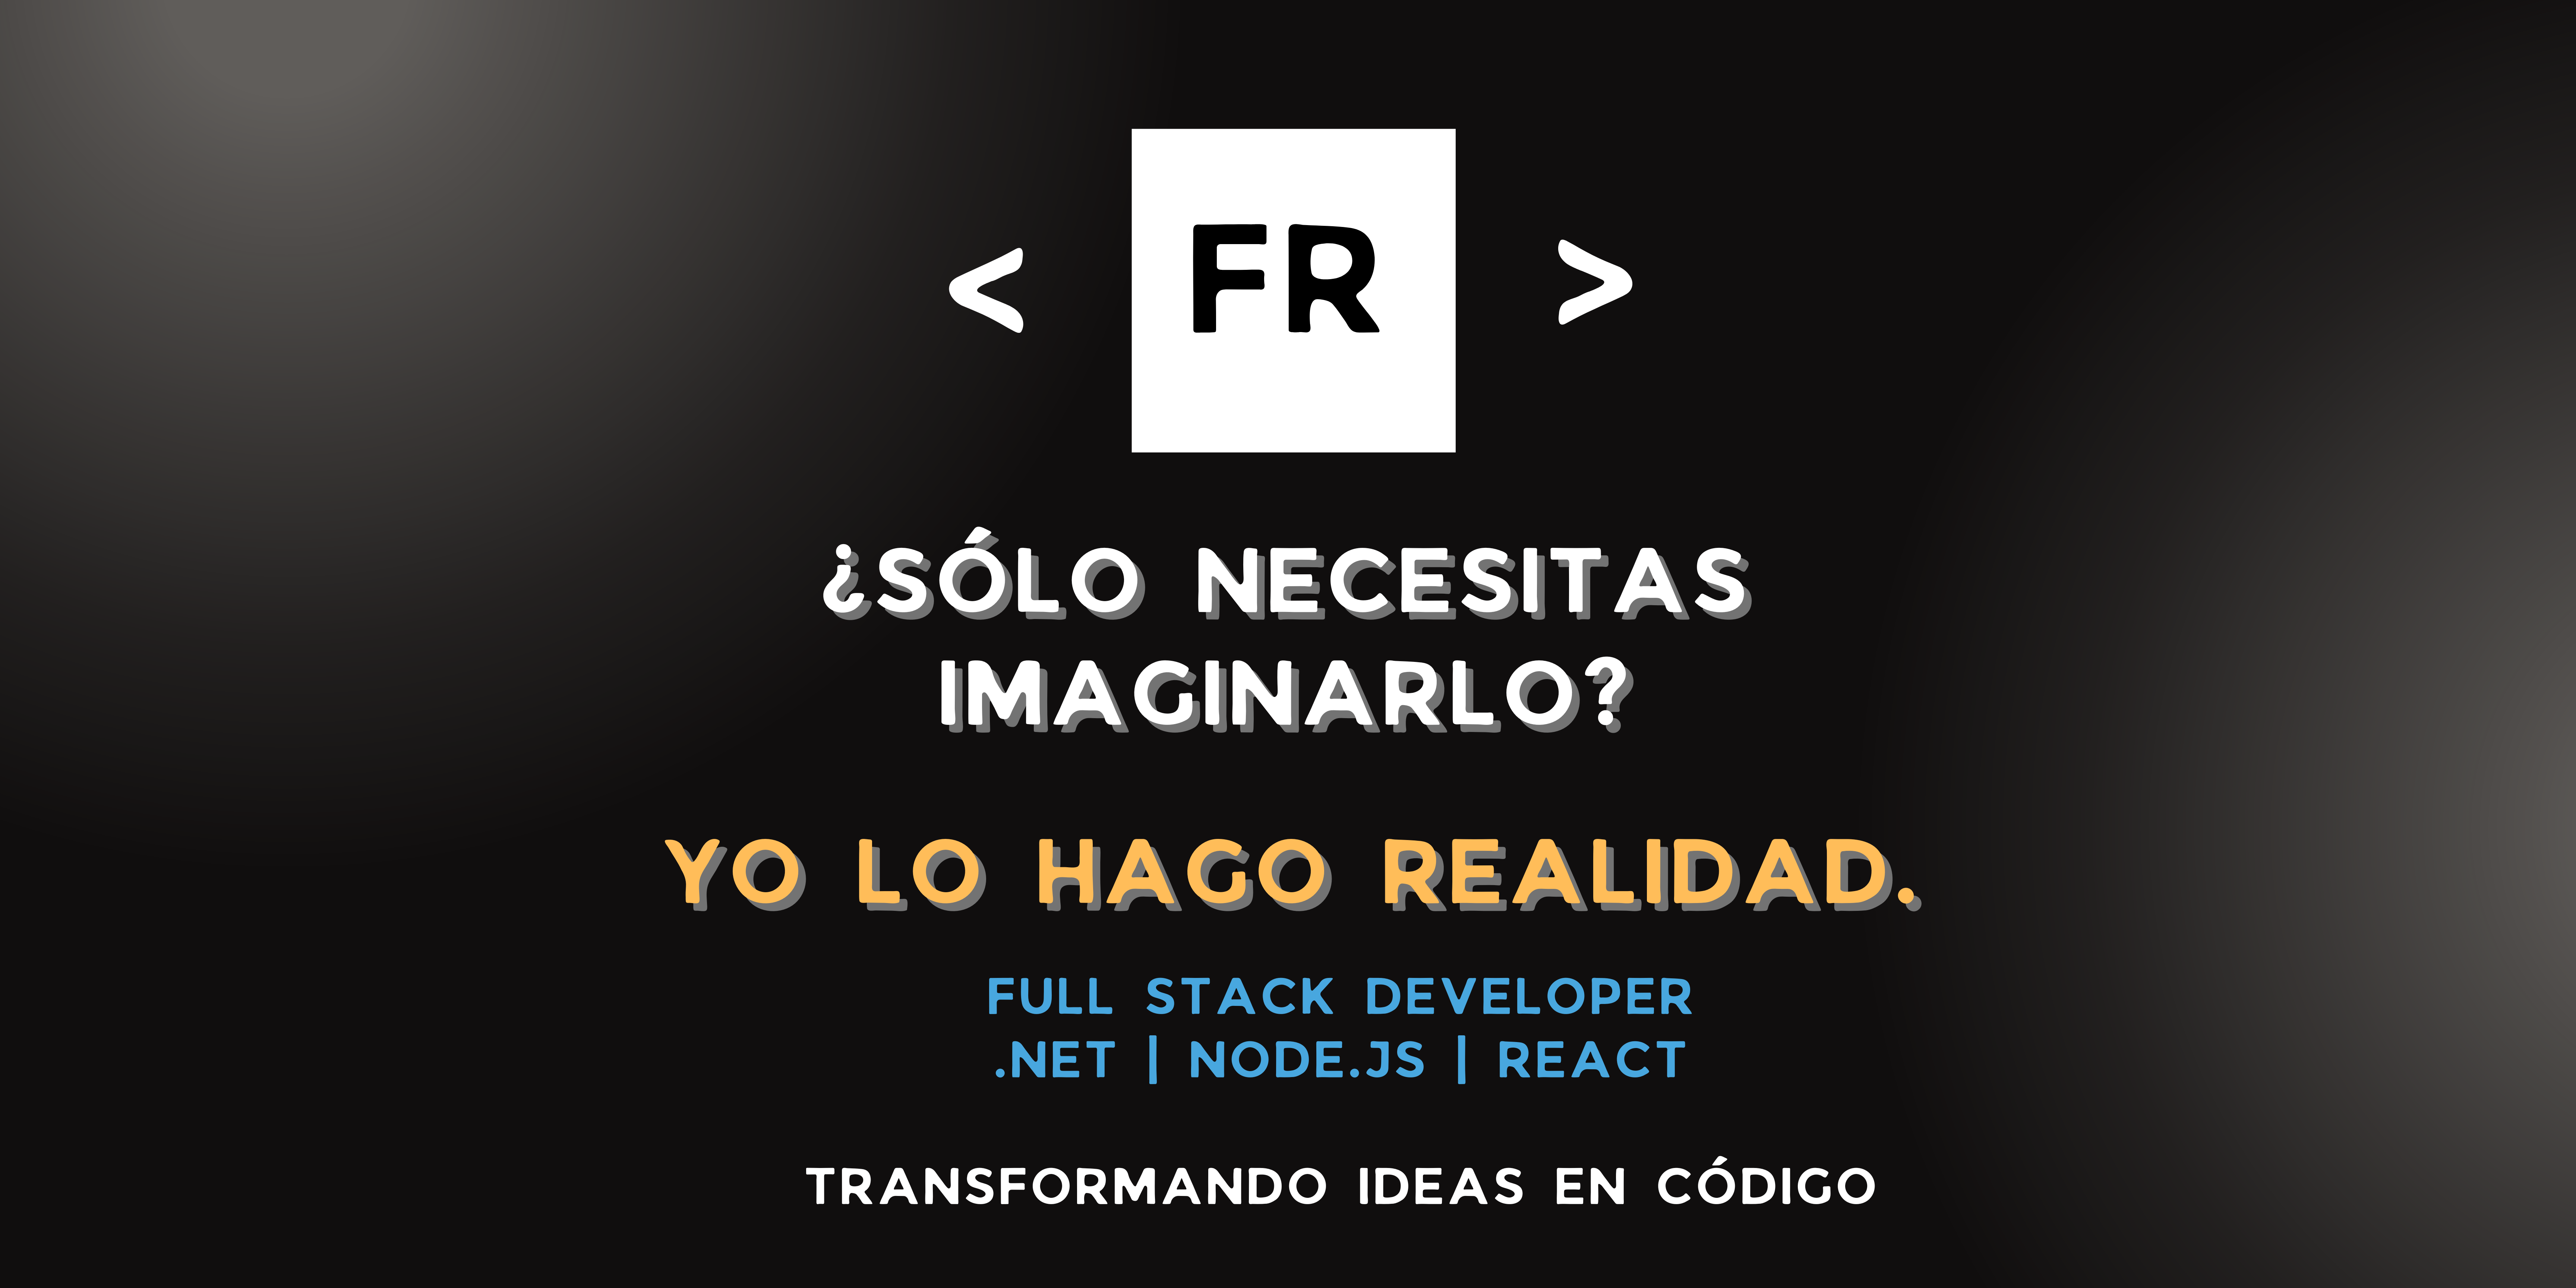 < FR >
¿SÓLO NECESITAS
IMAGINARLO?
YO LO HAGO REALIDAD.
FULL STACK DEVELOPER
.NET | NODE.JS | REACT
TRANSFORMANDO IDEAS EN CÓDIGO